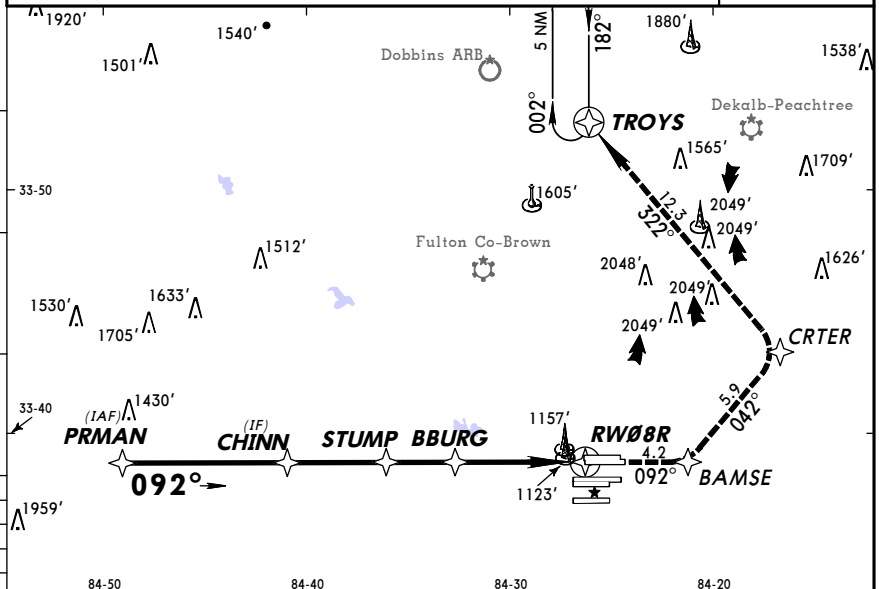 1920’
1540’
1501’
Dobbins ARB
5 NM
182°
002°
1880’
1538’
Dekalb-Peachtree
TROYS
1565’
1709’
33-50
1605’
12.3
322°
2049’
2049’
1512’
Fulton Co-Brown
2048’
1626’
1530’
1633’
1705’
2049’
2049’
CRTER
33-40
1430’
(IAF)
PRMAN
(IF)
CHINN
STUMP
BBURG
1157’
RWØ8R
5.9
042°
4.2
092°
BAMSE
092°
1123’
1959’
84-50
84-40
84-30
84-20